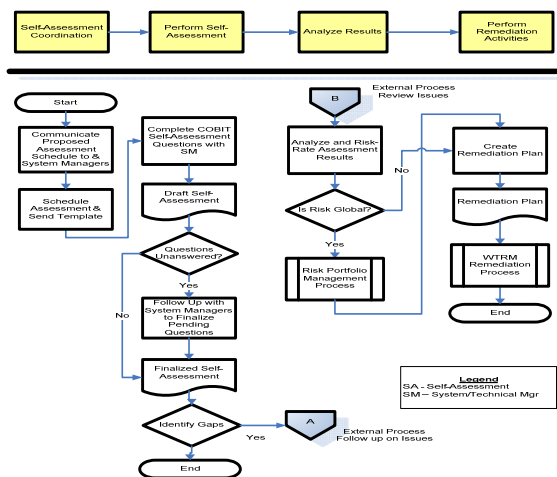 Self-Assessment
Coordination
Perform Self-
Assessment
Analyze Results
Perform
Remediation
Activities
Start
Communicate
Proposed
Assessment
Schedule to &
System Managers
Schedule
Assessment &
Send Template
Complete COBIT
Self-Assessment
Questions with
SM
Draft Self-
Assessment
Questions
Unanswered?
Yes
No
Follow Up with
System Managers
to Finalize
Pending
Questions
Finalized Self-
Assessment
Identify Gaps
Yes
End
A
External Process
Follow up on Issues
B
External Process
Review Issues
Analyze and Risk-
Rate Assessment
Results
No
Is Risk Global?
Yes
Risk Portfolio
Management
Process
Create
Remediation Plan
Remediation Plan
WTRM
Remediation
Process
End
Legend
SA - Self-Assessment
SM – System/Technical Mgr